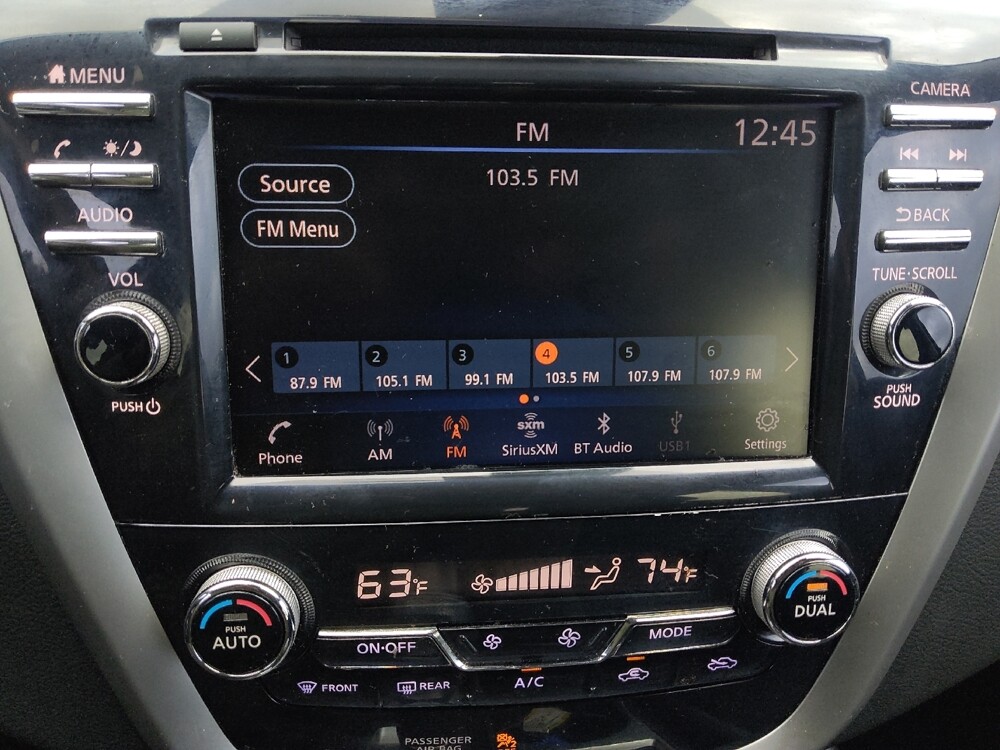 MENU
CAMERA
FM
12:45
103.5 FM
Source
FM Menu
AUDIO
BACK
VOL
TUNE·SCROLL
1 2 3 4 5 6
87.9 FM 105.1 FM 99.1 FM 103.5 FM 107.9 FM 107.9 FM
PUSH
PUSH
SOUND
sxm
Phone AM FM SiriusXM BT Audio USB1 Settings
63°F
74°F
PUSH
AUTO
PUSH
DUAL
ON·OFF
MODE
FRONT
REAR
A/C
PASSENGER
AIR BAG